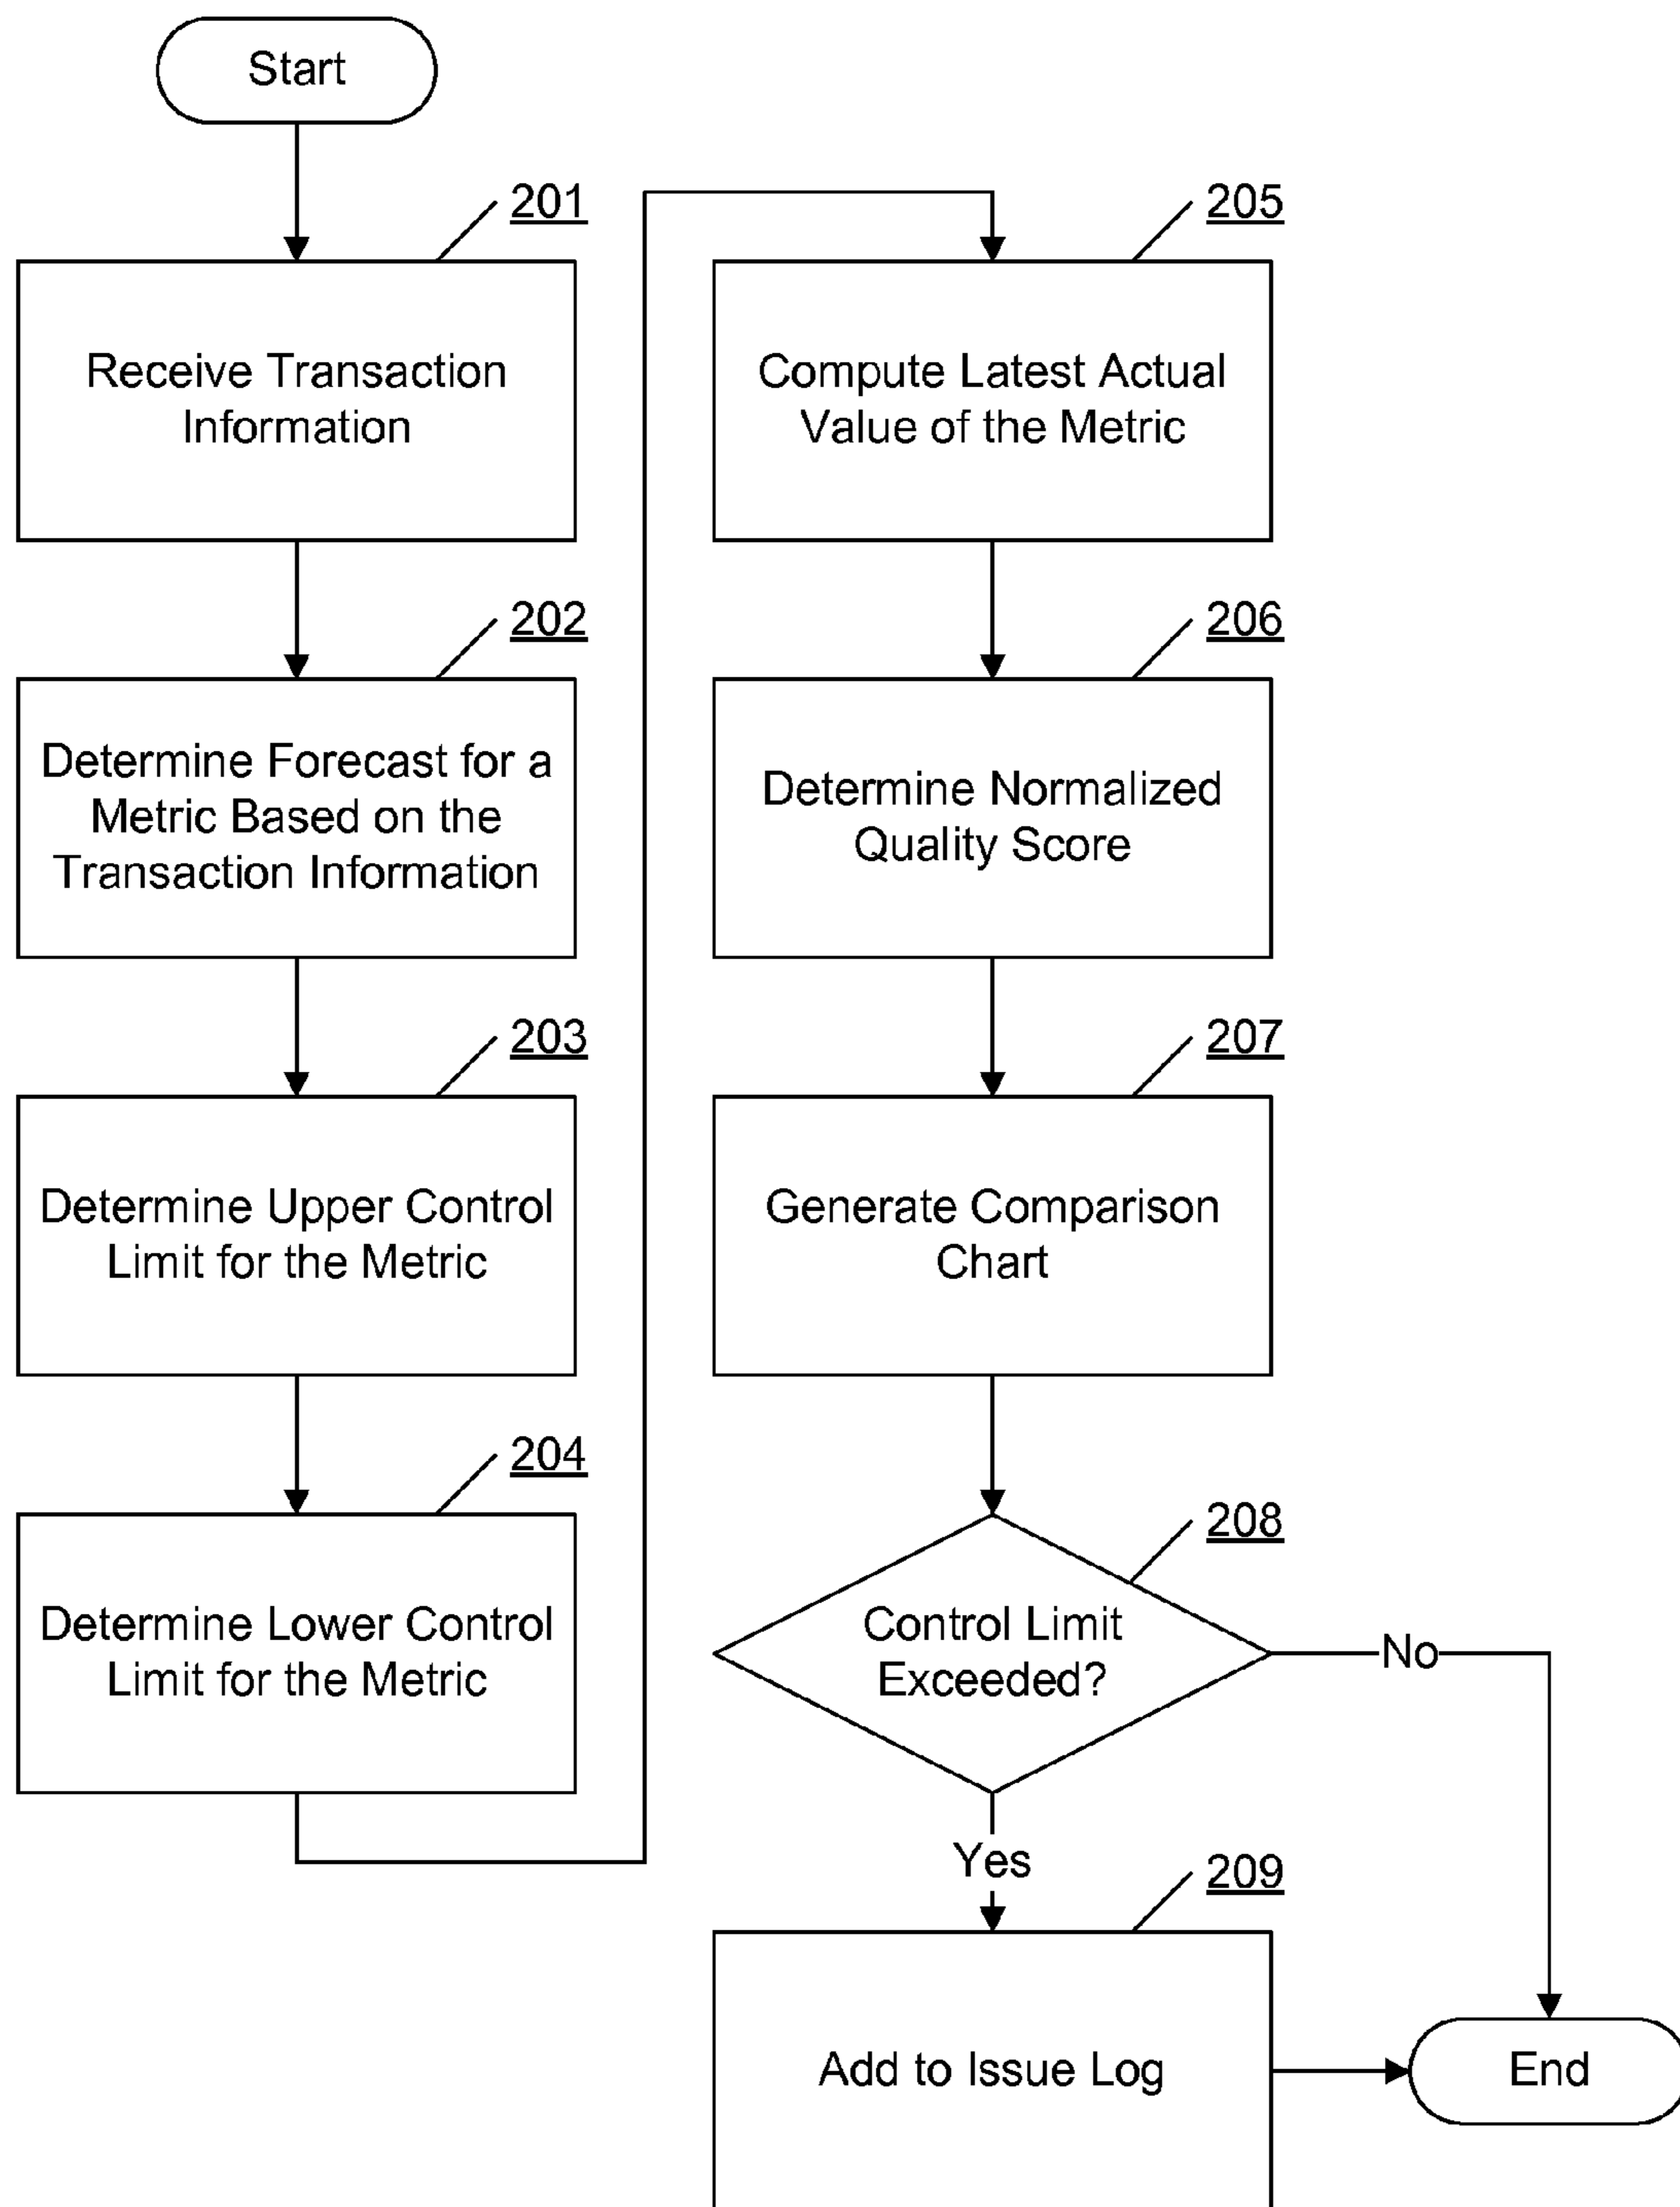 Start
201
Receive Transaction
Information
202
Determine Forecast for a
Metric Based on the
Transaction Information
203
Determine Upper Control
Limit for the Metric
204
Determine Lower Control
Limit for the Metric
205
Compute Latest Actual
Value of the Metric
206
Determine Normalized
Quality Score
207
Generate Comparison
Chart
208
Control Limit
Exceeded?
No
Yes
209
Add to Issue Log
End